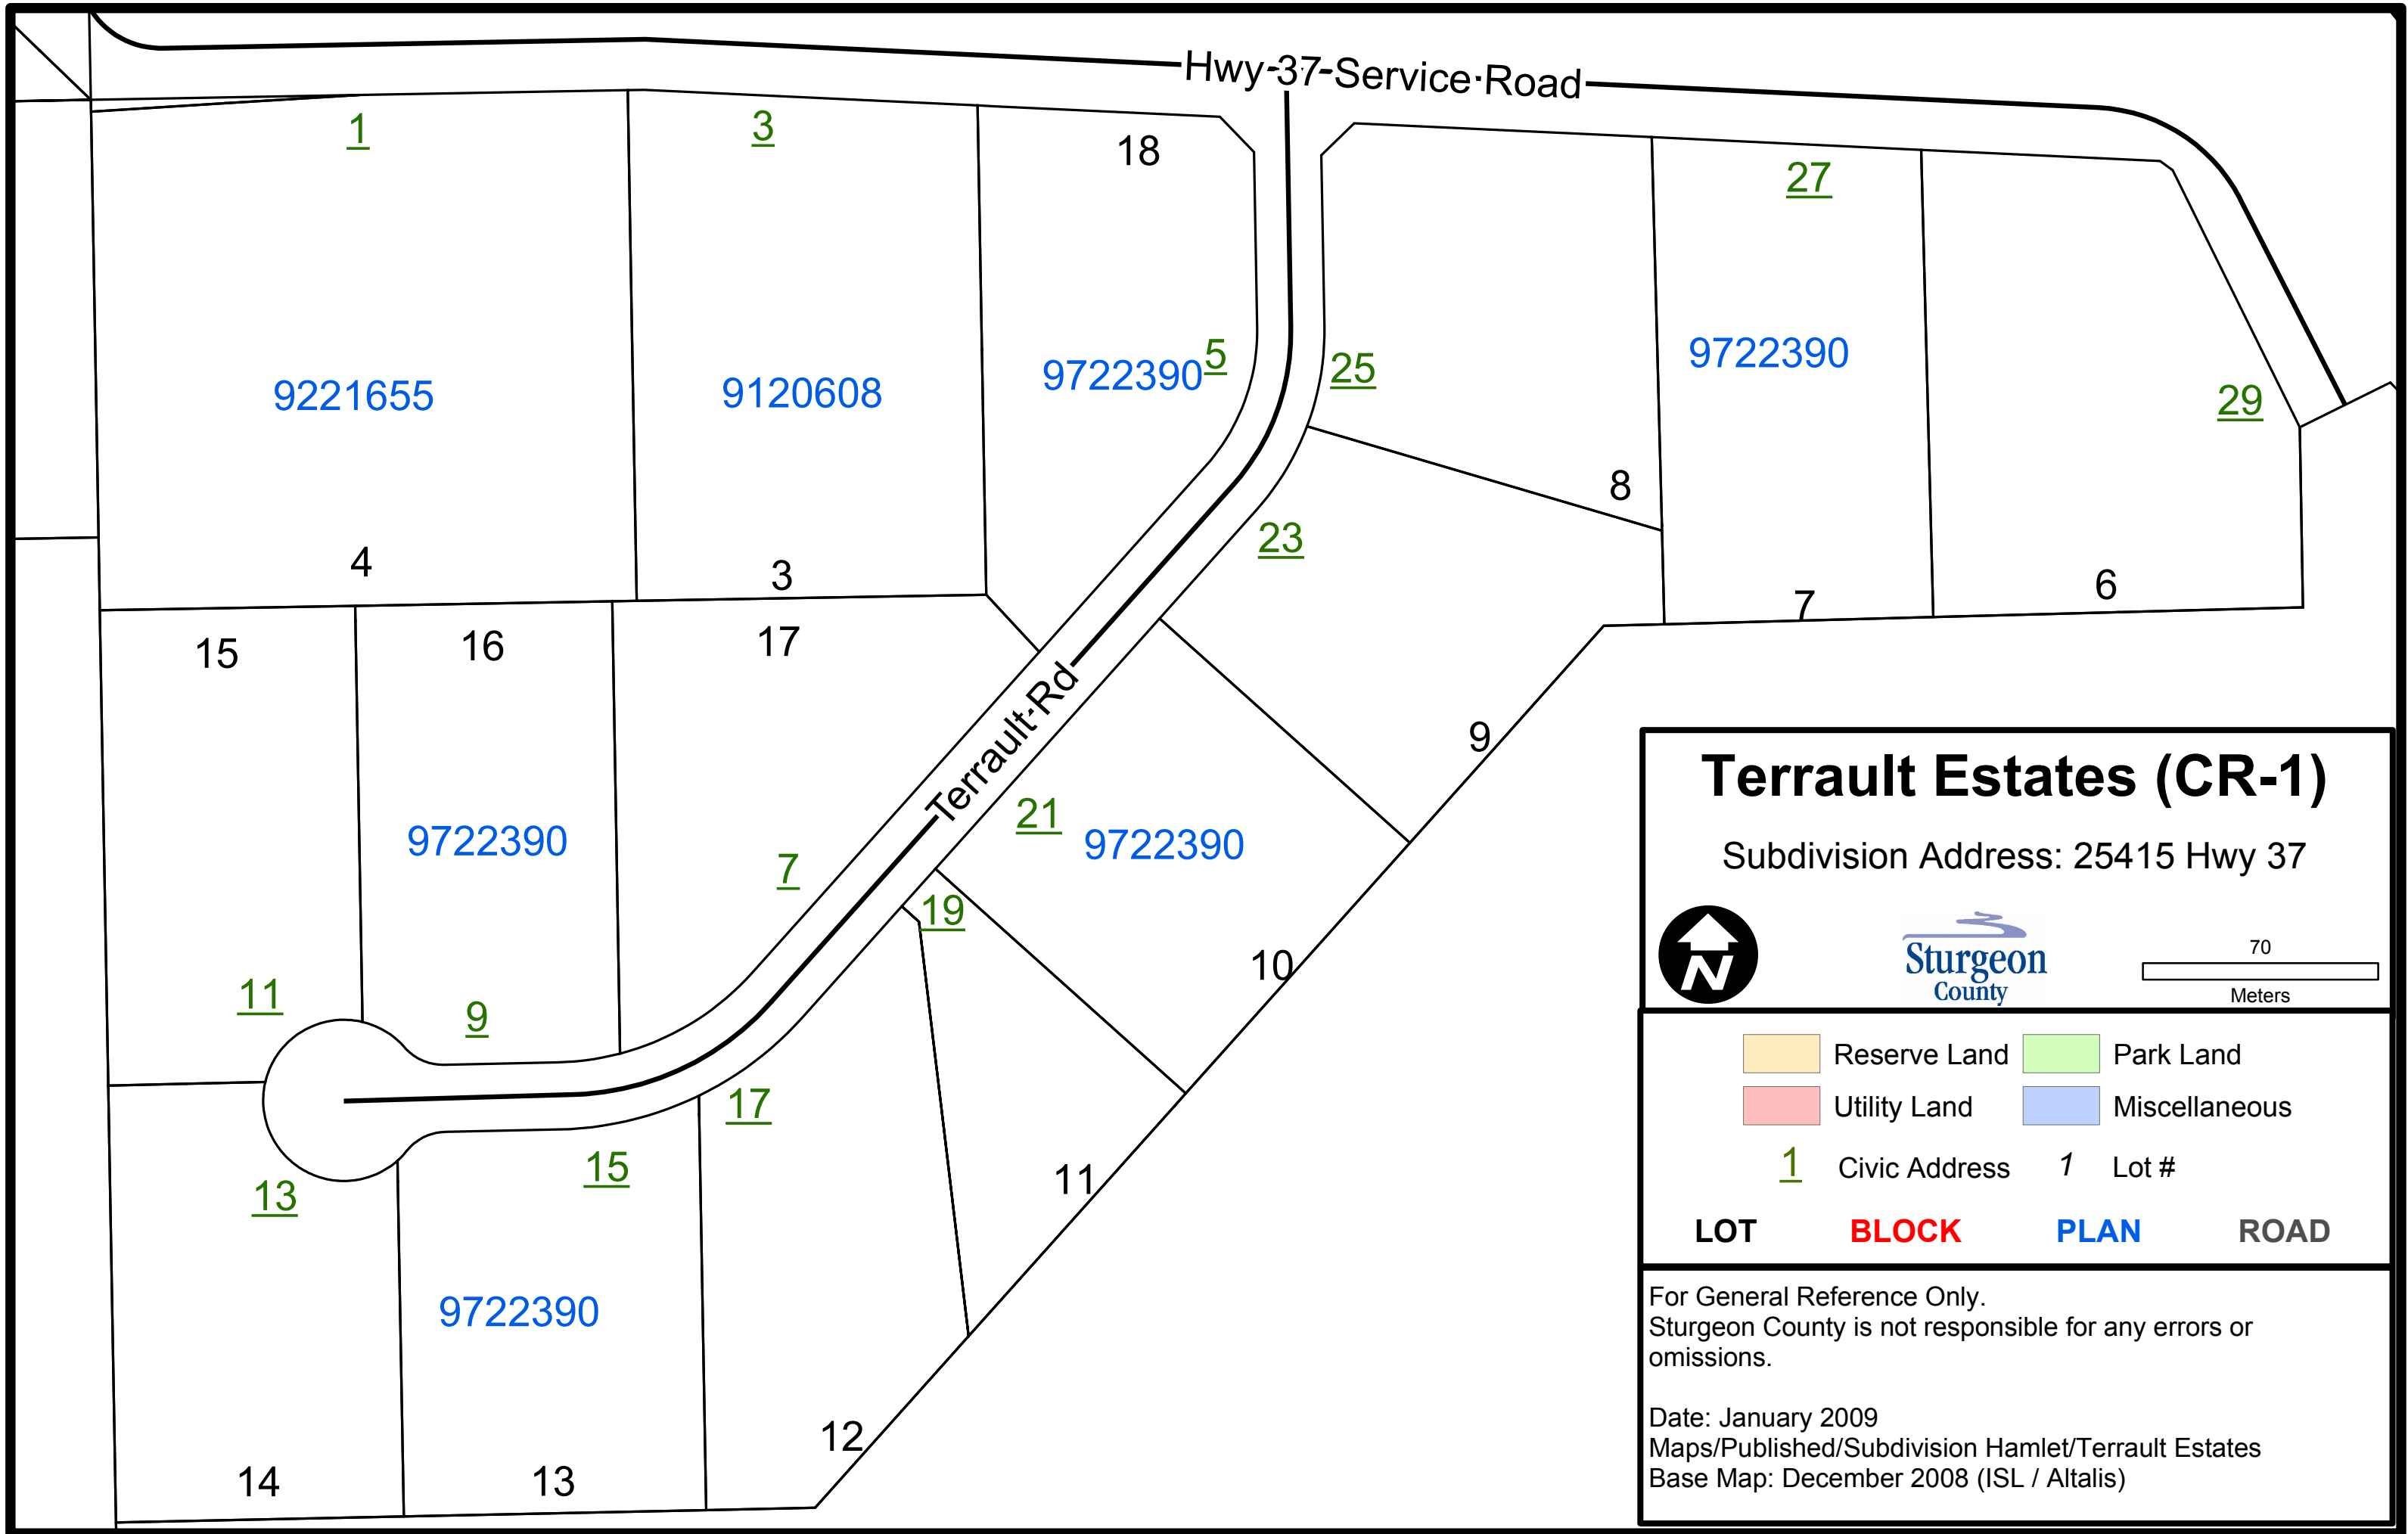 Hwy 37 Service Road
1
3
18
27
5
25
29
9221655
9120608
9722390
9722390
8
23
4
3
7
6
15
16
17
Terrault Rd
9
9722390
21
9722390
7
19
10
11
9
17
15
13
11
9722390
12
14
13
Terrault Estates (CR-1)
Subdivision Address: 25415 Hwy 37
N
Sturgeon
County
70
Meters
Reserve Land Park Land
Utility Land Miscellaneous
1 Civic Address 1 Lot #
LOT BLOCK PLAN ROAD
For General Reference Only.
Sturgeon County is not responsible for any errors or
omissions.
Date: January 2009
Maps/Published/Subdivision Hamlet/Terrault Estates
Base Map: December 2008 (ISL / Altalis)